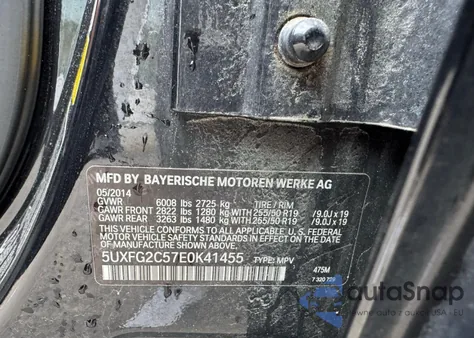 MFD BY BAYERISCHE MOTOREN WERKE AG
05/2014
GVWR 6008 lbs 2725 kg TIRE / RIM
GAWR FRONT 2822 lbs 1280 kg WITH 255/50 R19 /9.0J x 19
GAWR REAR 3263 lbs 1480 kg WITH 255/50 R19 /9.0J x 19
THIS VEHICLE CONFORMS TO ALL APPLICABLE U.S. FEDERAL
MOTOR VEHICLE SAFETY STANDARDS IN EFFECT ON THE DATE
OF MANUFACTURE SHOWN ABOVE.
5UXFG2C57E0K41455 TYPE: MPV
475M
autoSnap